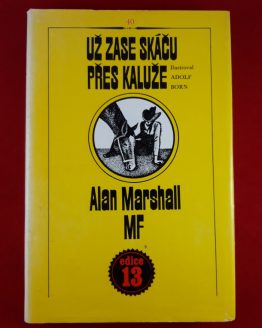 40
UŽ ZASE SKÁČU
PŘES KALUŽE
Ilustroval
ADOLF
BORN
Alan Marshall
MF
edice
13